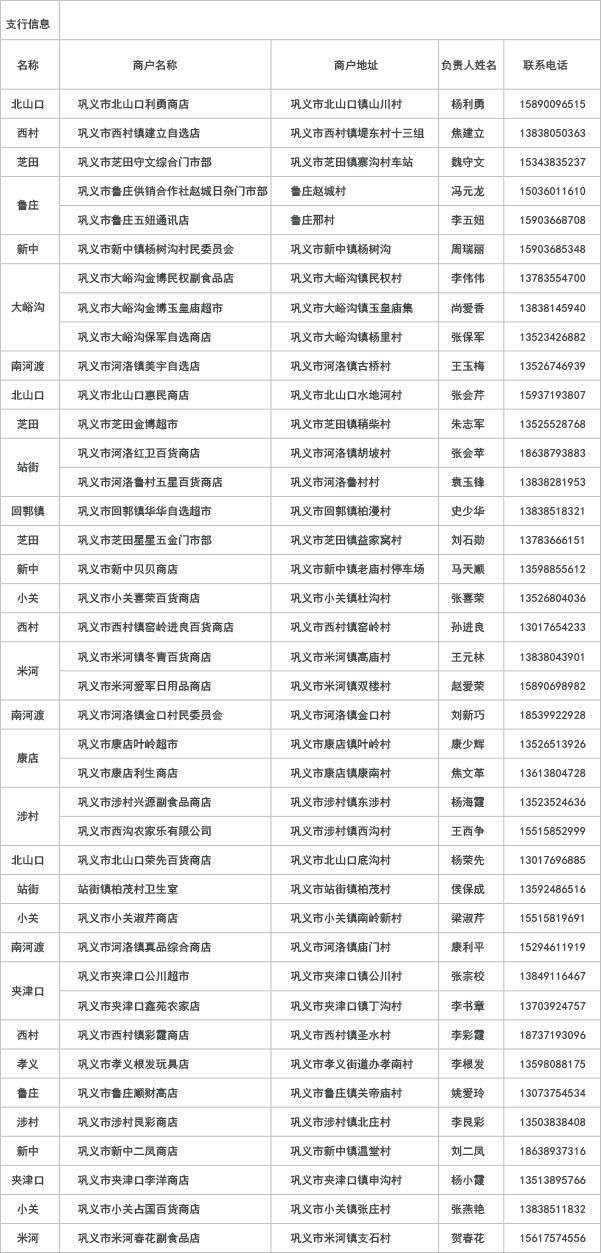 支行信息
名称 商户名称 商户地址 负责人姓名 联系电话
北山口 巩义市北山口利勇商店 巩义市北山口镇山川村 杨利勇 15890096515
西村 巩义市西村镇建立自选店 巩义市西村镇堤东村十三组 焦建立 13838050363
芝田 巩义市芝田守文综合门市部 巩义市芝田镇寨沟村车站 魏守文 15343835237
鲁庄 巩义市鲁庄供销合作社赵城日杂门市部 鲁庄赵城村 冯元龙 15036011610
巩义市鲁庄五妞通讯店 鲁庄邢村 李五妞 15903668708
新中 巩义市新中镇杨树沟村民委员会 巩义市新中镇杨树沟 周瑞丽 15903685348
大峪沟 巩义市大峪沟金博民权副食品店 巩义市大峪沟镇民权村 李伟伟 13783554700
巩义市大峪沟金博玉皇庙超市 巩义市大峪沟镇玉皇庙集 尚爱香 13838145940
巩义市大峪沟保军自选商店 巩义市大峪沟镇杨里村 张保军 13523426882
南河渡 巩义市河洛镇美宇自选店 巩义市河洛镇古桥村 王玉梅 13526746939
北山口 巩义市北山口惠民商店 巩义市北山口水地河村 张会芹 15937193807
芝田 巩义市芝田金博超市 巩义市芝田镇稍柴村 朱志军 13525528768
站街 巩义市河洛红卫百货商店 巩义市河洛镇胡坡村 张会苹 18638793883
巩义市河洛鲁村五星百货商店 巩义市河洛鲁村村 袁玉锋 13838281953
回郭镇 巩义市回郭镇华华自选超市 巩义市回郭镇柏漫村 史少华 13838518321
芝田 巩义市芝田星星五金门市部 巩义市芝田镇益家窝村 刘石勋 13783666151
新中 巩义市新中贝贝商店 巩义市新中镇老庙村停车场 马天顺 13598855612
小关 巩义市小关喜荣百货商店 巩义市小关镇杜沟村 张喜荣 13526804036
西村 巩义市西村镇窑岭进良百货商店 巩义市西村镇窑岭村 孙进良 13017654233
米河 巩义市米河镇冬青百货商店 巩义市米河镇高庙村 王元林 13838043901
巩义市米河爱军日用品商店 巩义市米河镇双楼村 赵爱荣 15890698982
南河渡 巩义市河洛镇金口村民委员会 巩义市河洛镇金口村 刘新巧 18539922928
康店 巩义市康店叶岭超市 巩义市康店镇叶岭村 康少辉 13526513926
巩义市康店利生商店 巩义市康店镇康南村 焦文革 13613804728
涉村 巩义市涉村兴源副食品商店 巩义市涉村镇东涉村 杨海霞 13523524636
巩义市西沟农家乐有限公司 巩义市涉村镇西沟村 王西争 15515852999
北山口 巩义市北山口荣先百货商店 巩义市北山口底沟村 杨荣先 13017696885
站街 站街镇柏茂村卫生室 巩义市站街镇柏茂村 侯保成 13592486516
小关 巩义市小关淑芹商店 巩义市小关镇南岭新村 梁淑芹 15515819691
南河渡 巩义市河洛镇真品综合商店 巩义市河洛镇庙门村 康利平 15294611919
夹津口 巩义市夹津口公川超市 巩义市夹津口镇公川村 张宗校 13849116467
巩义市夹津口鑫苑农家店 巩义市夹津口镇丁沟村 李书章 13703924757
西村 巩义市西村镇彩霞商店 巩义市西村镇圣水村 李彩霞 18737193096
孝义 巩义市孝义根发玩具店 巩义市孝义街道办孝南村 李根发 13598088175
鲁庄 巩义市鲁庄顺财高店 巩义市鲁庄镇关帝庙村 姚爱玲 13073754534
涉村 巩义市涉村艮彩商店 巩义市涉村镇北庄村 李艮彩 13503838408
新中 巩义市新中二凤商店 巩义市新中镇温堂村 刘二凤 18638937316
夹津口 巩义市夹津口李洋商店 巩义市夹津口镇申沟村 杨小霞 13513895766
小关 巩义市小关占国百货商店 巩义市小关镇张庄村 张燕艳 13838511832
米河 巩义市米河春花副食品店 巩义市米河镇支石村 贺春花 15617574556